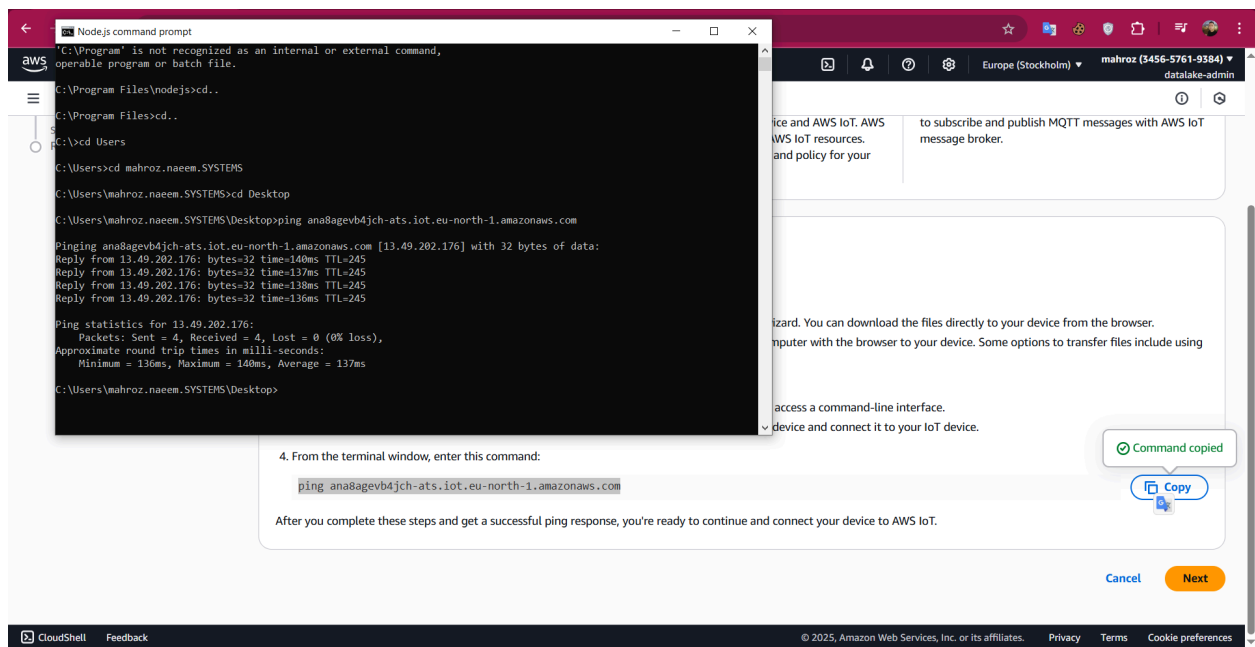 Node.js command prompt
'C:\Program' is not recognized as an internal or external command,
operable program or batch file.
C:\Program Files\nodejs>cd..
C:\Program Files>cd..
C:\>cd Users
C:\Users>cd mahroz.naeem.SYSTEMS
C:\Users\mahroz.naeem.SYSTEMS>cd Desktop
C:\Users\mahroz.naeem.SYSTEMS\Desktop>ping ana8agevb4jch-ats.iot.eu-north-1.amazonaws.com
Pinging ana8agevb4jch-ats.iot.eu-north-1.amazonaws.com [13.49.202.176] with 32 bytes of data:
Reply from 13.49.202.176: bytes=32 time=140ms TTL=245
Reply from 13.49.202.176: bytes=32 time=137ms TTL=245
Reply from 13.49.202.176: bytes=32 time=138ms TTL=245
Reply from 13.49.202.176: bytes=32 time=136ms TTL=245
Ping statistics for 13.49.202.176:
Packets: Sent = 4, Received = 4, Lost = 0 (0% loss),
Approximate round trip times in milli-seconds:
Minimum = 136ms, Maximum = 140ms, Average = 137ms
C:\Users\mahroz.naeem.SYSTEMS\Desktop>
aws
Europe (Stockholm)
mahroz (3456-5761-9384)
datalake-admin
ice and AWS IoT. AWS
AWS IoT resources.
and policy for your
to subscribe and publish MQTT messages with AWS IoT
message broker.
izard. You can download the files directly to your device from the browser.
mputer with the browser to your device. Some options to transfer files include using
access a command-line interface.
device and connect it to your IoT device.
Command copied
4. From the terminal window, enter this command:
ping ana8agevb4jch-ats.iot.eu-north-1.amazonaws.com
Copy
After you complete these steps and get a successful ping response, you're ready to continue and connect your device to AWS IoT.
Cancel
Next
CloudShell
Feedback
© 2025, Amazon Web Services, Inc. or its affiliates.
Privacy
Terms
Cookie preferences